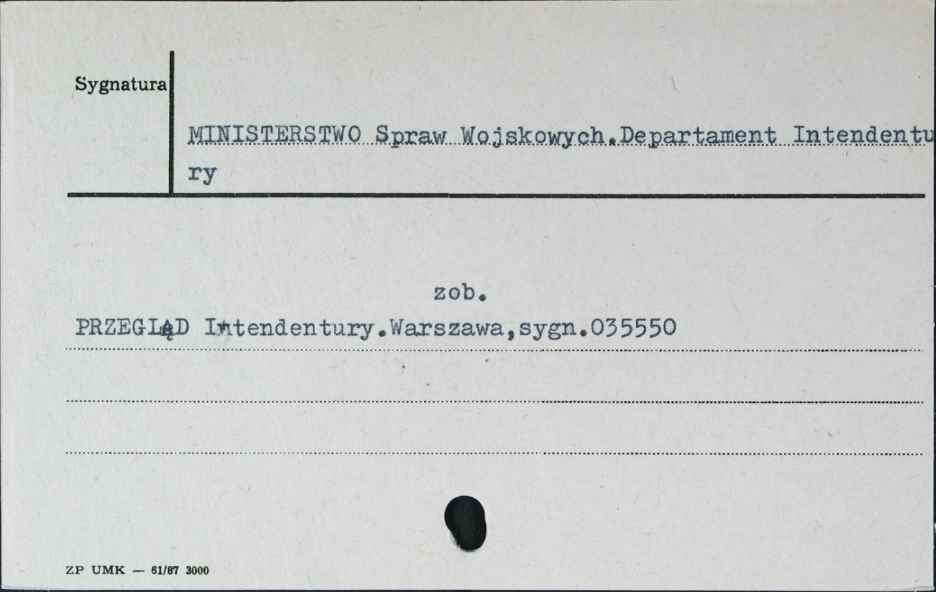 Sygnatura
MINISTERSTWO Spraw Wojskowych.Departament Intendentu
ry
zob.
PRZEGLĄD Intendentury.Warszawa,sygn.035550
ZP UMK — 61/87 3000